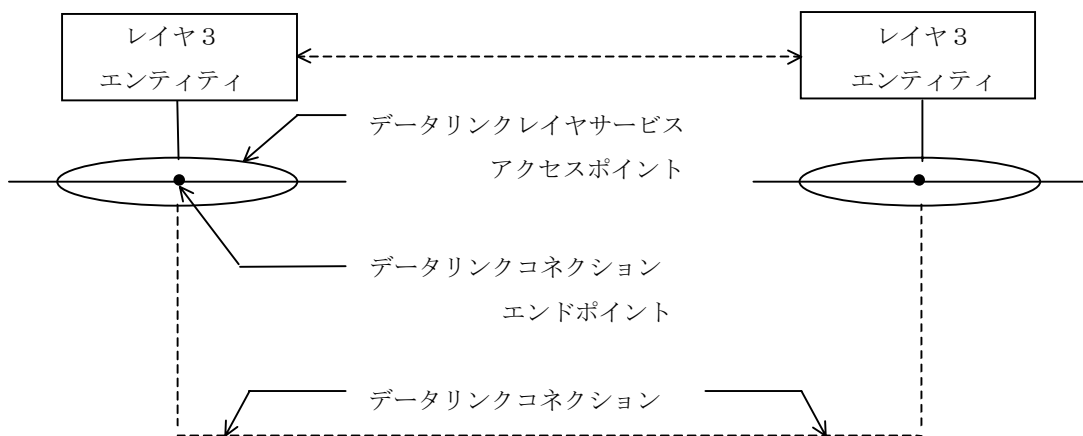 レイヤ３
エンティティ
レイヤ３
エンティティ
データリンクレイヤサービス
アクセスポイント
データリンクコネクション
エンドポイント
データリンクコネクション